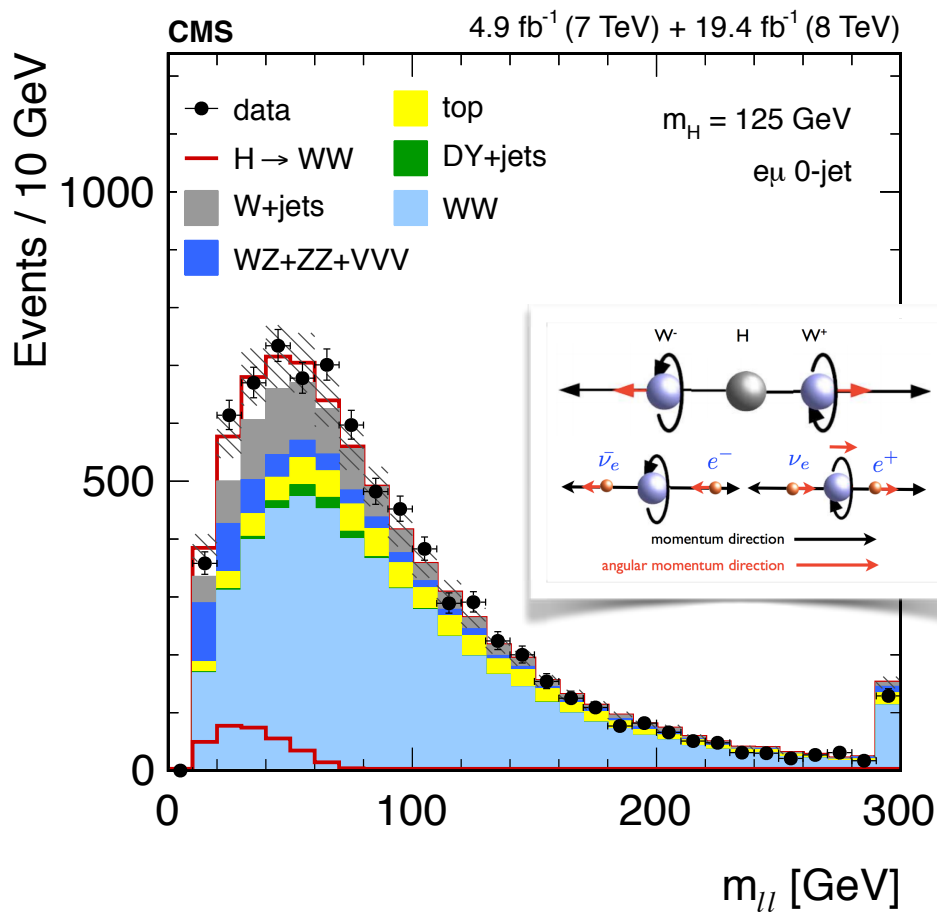 CMS
4.9 fb⁻¹ (7 TeV) + 19.4 fb⁻¹ (8 TeV)
Events / 10 GeV
data
H → WW
W+jets
WZ+ZZ+VVV
top
DY+jets
WW
m_H = 125 GeV
eμ 0-jet
1000
500
0
W⁻ H W⁺
ν̄_e e⁻ ν_e e⁺
momentum direction
angular momentum direction
0 100 200 300
m_ll [GeV]